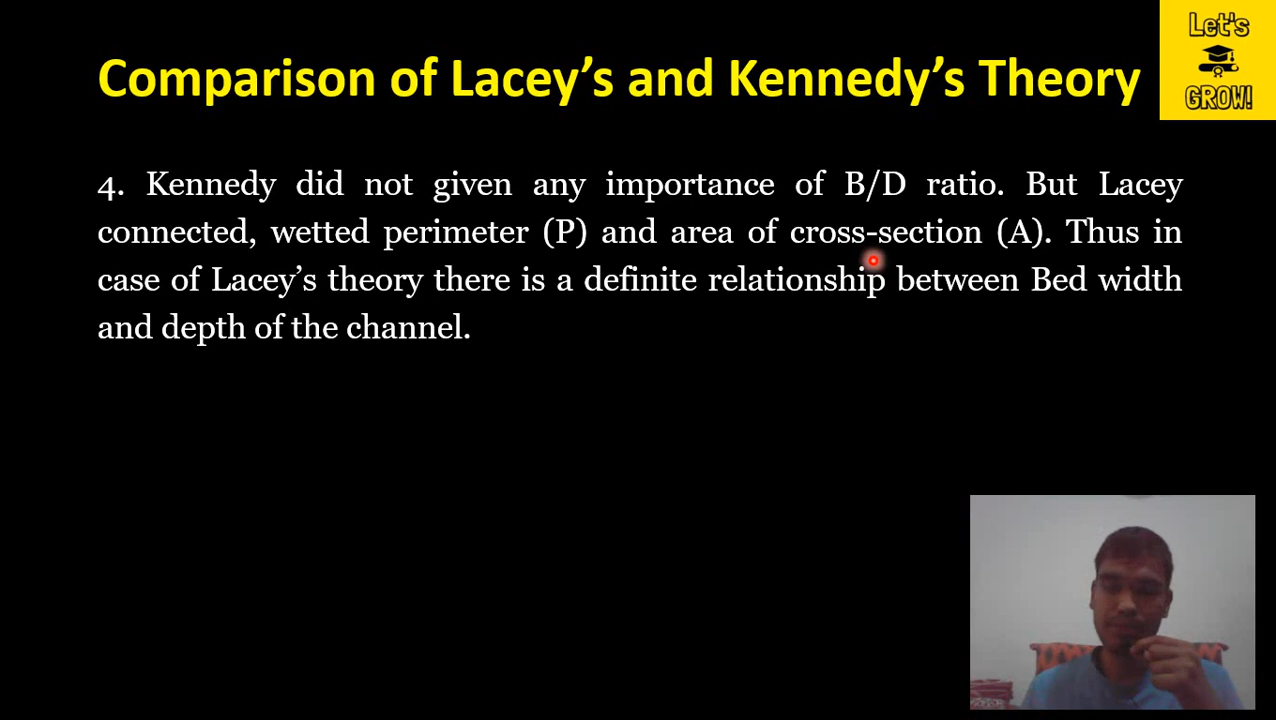 Let's
GROW!
Comparison of Lacey’s and Kennedy’s Theory
4. Kennedy did not given any importance of B/D ratio. But Lacey
connected, wetted perimeter (P) and area of cross-section (A). Thus in
case of Lacey’s theory there is a definite relationship between Bed width
and depth of the channel.